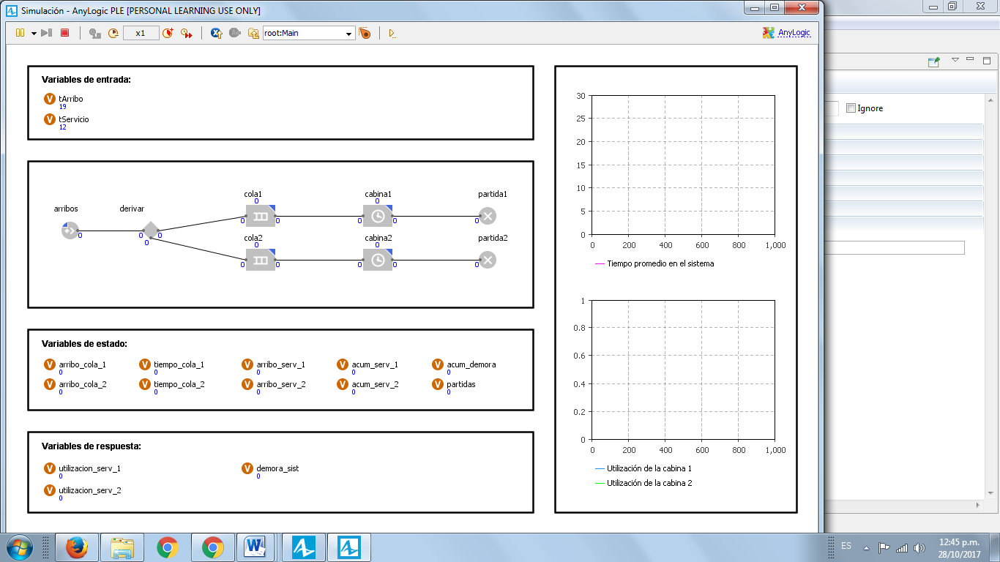 Simulación - AnyLogic PLE [PERSONAL LEARNING USE ONLY]
x1
root:Main
AnyLogic
Variables de entrada:
tArribo
19
tServicio
12
arribos
0
derivar
0 0
0
cola1
0
0 0
cabina1
0
0 0
partida1
0
cola2
0
0 0
cabina2
0
0 0
partida2
0
Variables de estado:
arribo_cola_1 tiempo_cola_1 arribo_serv_1 acum_serv_1 acum_demora
0 0 0 0 0
arribo_cola_2 tiempo_cola_2 arribo_serv_2 acum_serv_2 partidas
0 0 0 0 0
Variables de respuesta:
utilizacion_serv_1 demora_sist
0 0
utilizacion_serv_2
0
30
25
20
15
10
5
0
0 200 400 600 800 1,000
Tiempo promedio en el sistema
1
0.8
0.6
0.4
0.2
0
0 200 400 600 800 1,000
Utilización de la cabina 1
Utilización de la cabina 2
Ignore
ES
12:45 p.m.
28/10/2017